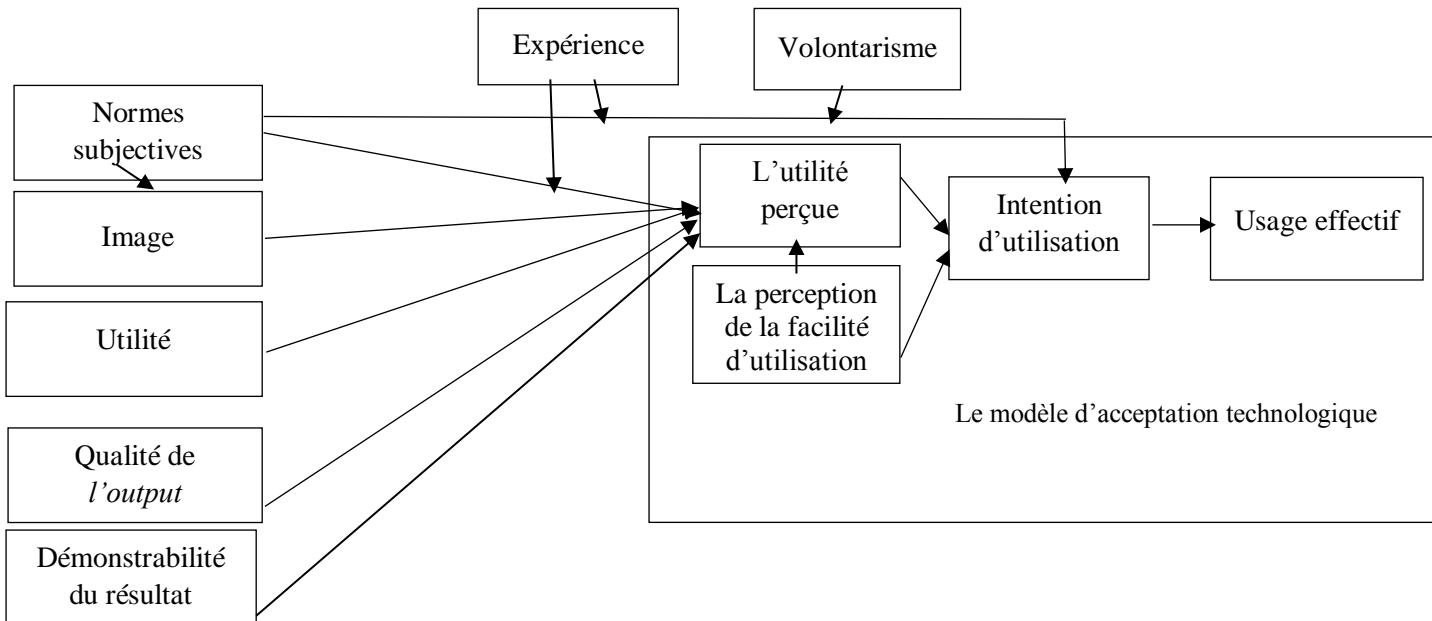 Expérience
Volontarisme
Normes
subjectives
Image
Utilité
Qualité de
l’output
Démonstrabilité
du résultat
L’utilité
perçue
La perception
de la facilité
d’utilisation
Intention
d’utilisation
Usage effectif
Le modèle d’acceptation technologique